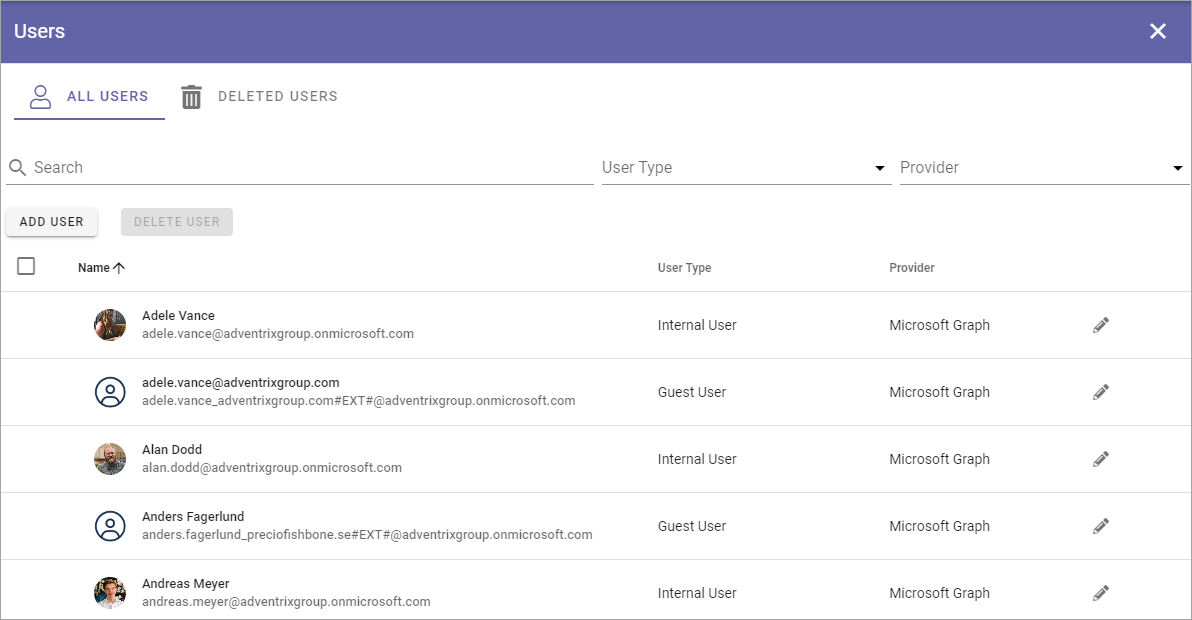 Users
ALL USERS
DELETED USERS
Search
User Type
Provider
ADD USER
DELETE USER
Name
User Type
Provider
Adele Vance
adele.vance@adventrixgroup.onmicrosoft.com
Internal User
Microsoft Graph
adele.vance@adventrixgroup.com
adele.vance_adventrixgroup.com#EXT#@adventrixgroup.onmicrosoft.com
Guest User
Microsoft Graph
Alan Dodd
alan.dodd@adventrixgroup.onmicrosoft.com
Internal User
Microsoft Graph
Anders Fagerlund
anders.fagerlund_preciofishbone.se#EXT#@adventrixgroup.onmicrosoft.com
Guest User
Microsoft Graph
Andreas Meyer
andreas.meyer@adventrixgroup.onmicrosoft.com
Internal User
Microsoft Graph